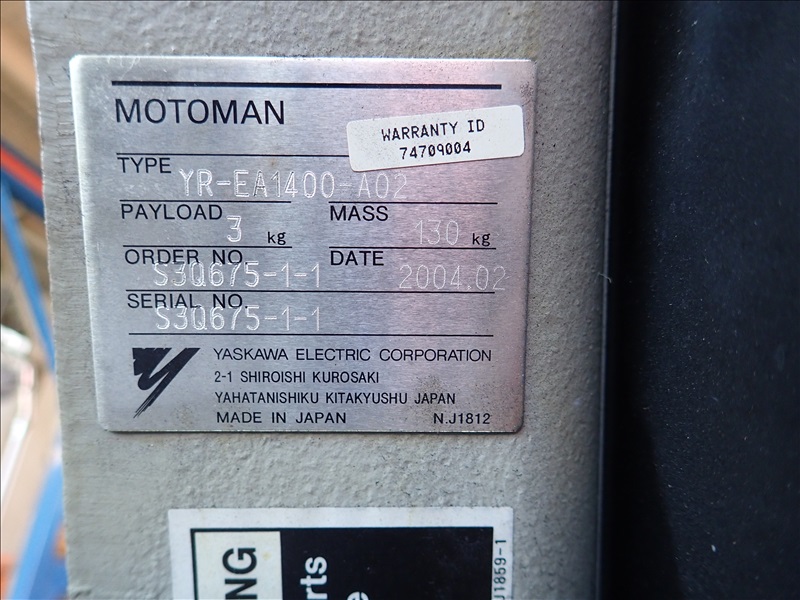 MOTOMAN
WARRANTY ID
74709004
TYPE YR-EA1400-A02
PAYLOAD 3 kg MASS 130 kg
ORDER NO. S3Q675-1-1 DATE 2004.02
SERIAL NO. S3Q675-1-1
YASKAWA ELECTRIC CORPORATION
2-1 SHIROISHI KUROSAKI
YAHATANISHIKU KITAKYUSHU JAPAN
MADE IN JAPAN N.J1812
NG
rts
e
J1859-1